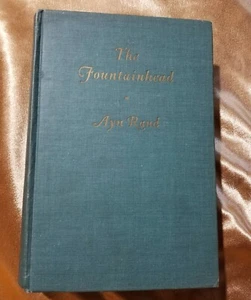 The
Fountainhead
Ayn Rand